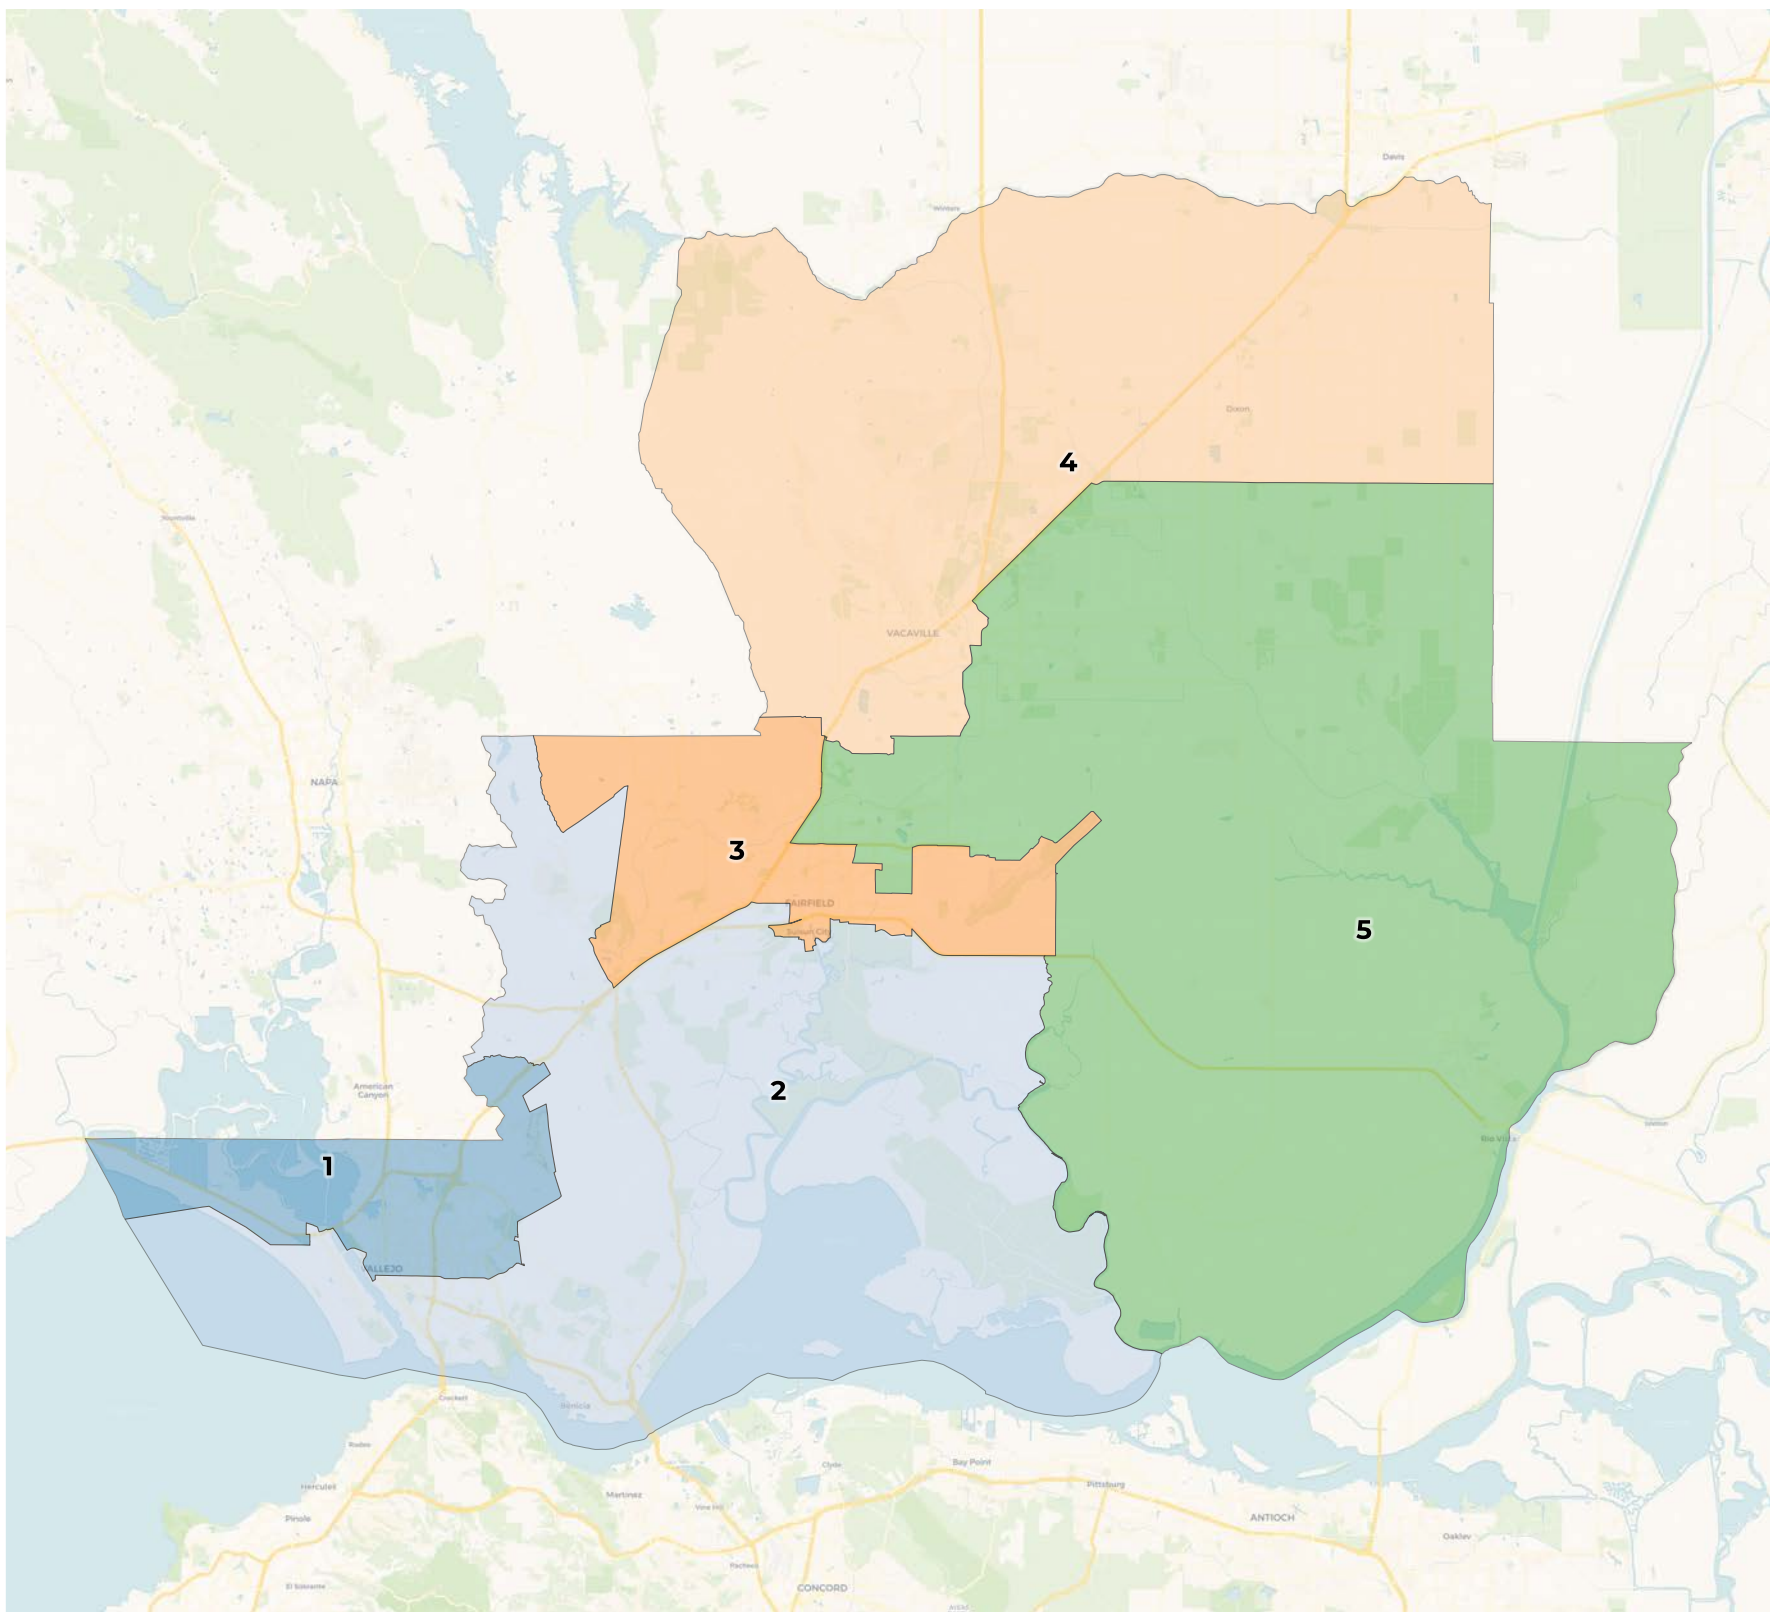 Davis
Winters
Dixon
4
Yountville
VACAVILLE
NAPA
3
FAIRFIELD
Suisun City
5
American
Canyon
2
Rio Vista
1
VALLEJO
Crockett
Benicia
Rodeo
Clyde
Bay Point
Hercules
Martinez
Vine Hill
Pittsburg
Pinole
ANTIOCH
Oakley
Pacheco
El Sobrante
CONCORD